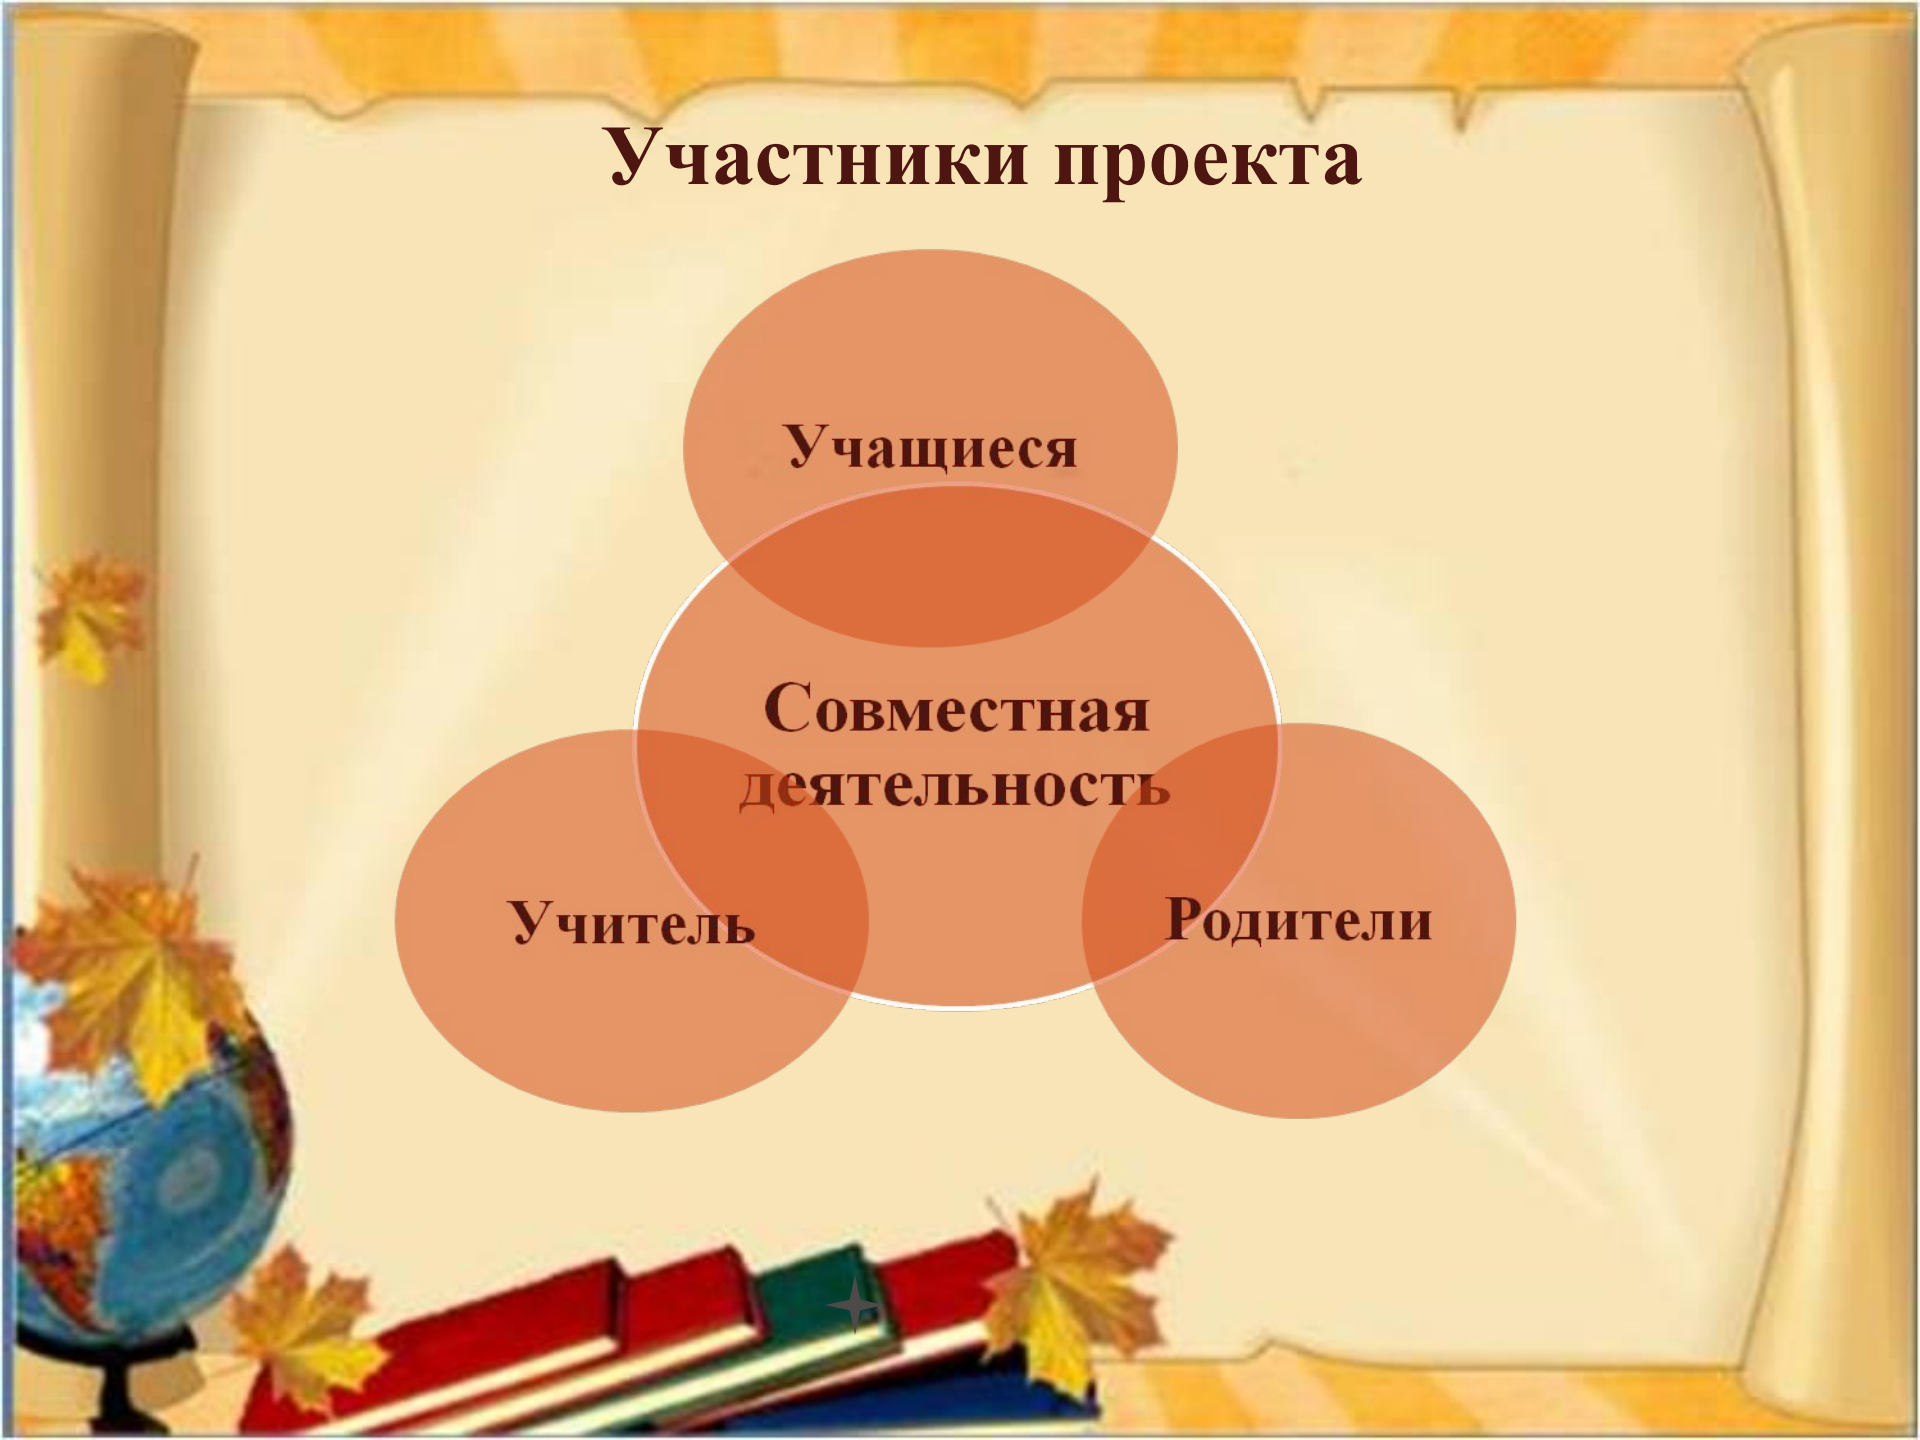 Участники проекта
Учащиеся
Совместная
деятельность
Учитель
Родители